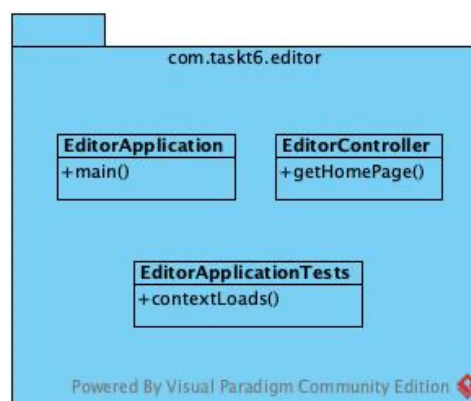 com.taskt6.editor
EditorApplication
+main()
EditorController
+getHomePage()
EditorApplicationTests
+contextLoads()
Powered By Visual Paradigm Community Edition